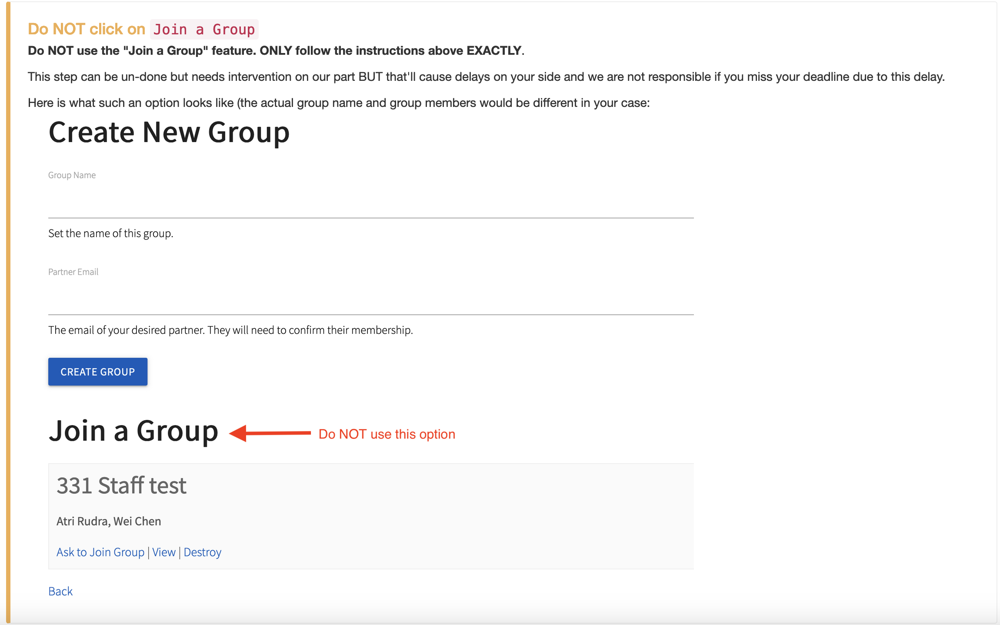 Do NOT click on Join a Group
Do NOT use the "Join a Group" feature. ONLY follow the instructions above EXACTLY.
This step can be un-done but needs intervention on our part BUT that'll cause delays on your side and we are not responsible if you miss your deadline due to this delay.
Here is what such an option looks like (the actual group name and group members would be different in your case:
Create New Group
Group Name
Set the name of this group.
Partner Email
The email of your desired partner. They will need to confirm their membership.
CREATE GROUP
Join a Group Do NOT use this option
331 Staff test
Atri Rudra, Wei Chen
Ask to Join Group | View | Destroy
Back